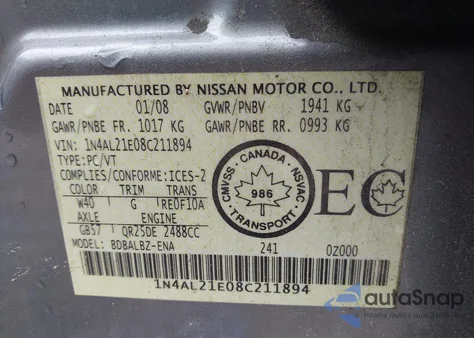 MANUFACTURED BY NISSAN MOTOR CO., LTD.
DATE 01/08 GVWR/PNBV 1941 KG
GAWR/PNBE FR. 1017 KG GAWR/PNBE RR. 0993 KG
VIN: 1N4AL21E08C211894
TYPE:PC/VT
COMPLIES/CONFORME:ICES-2
COLOR TRIM TRANS
W40 G RE0F10A
AXLE ENGINE
GB57 QR25DE 2488CC
MODEL: BDBALBZ-ENA 241 0Z000
CMVSS · CANADA · NSVAC
986
· TRANSPORT ·
EC
1N4AL21E08C211894
autoSnap